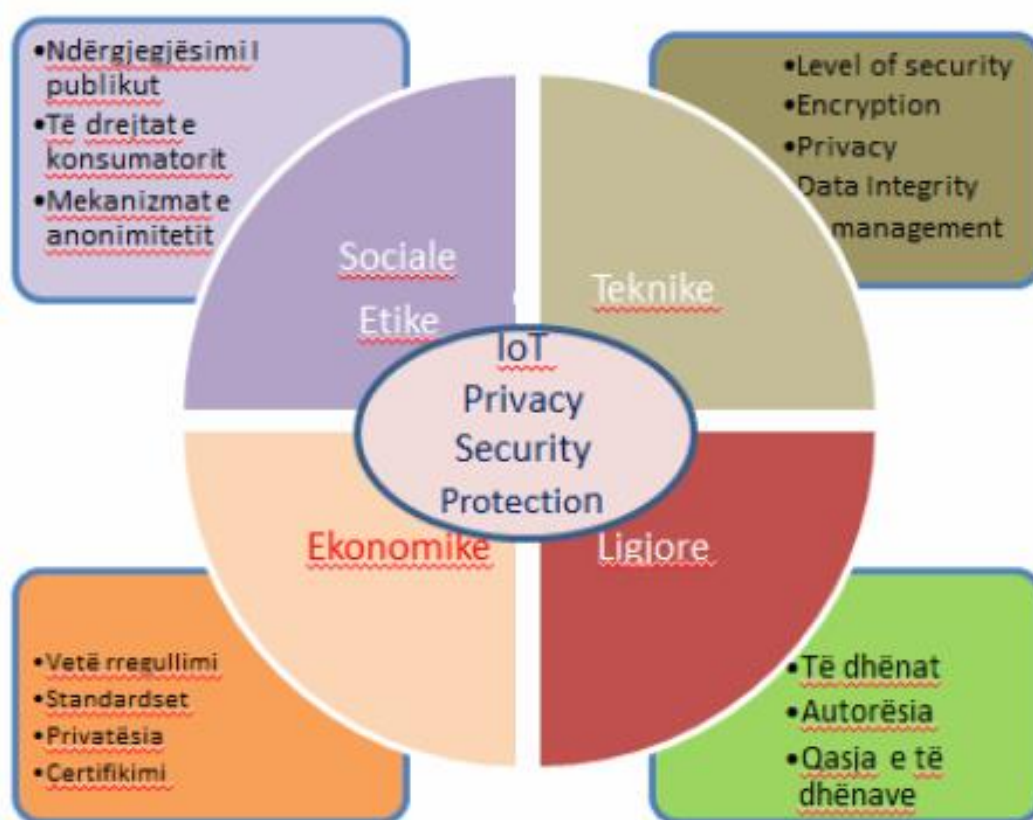 •Ndërgjegjësimi I
publikut
•Të drejtat e
konsumatorit
•Mekanizmat e
anonimitetit
•Level of security
•Encryption
•Privacy
Data Integrity
management
Sociale
Etike
Teknike
IoT
Privacy
Security
Protection
Ekonomike
Ligjore
•Vetë rregullimi
•Standardset
•Privatësia
•Certifikimi
•Të dhënat
•Autorësia
•Qasja e të
dhënave